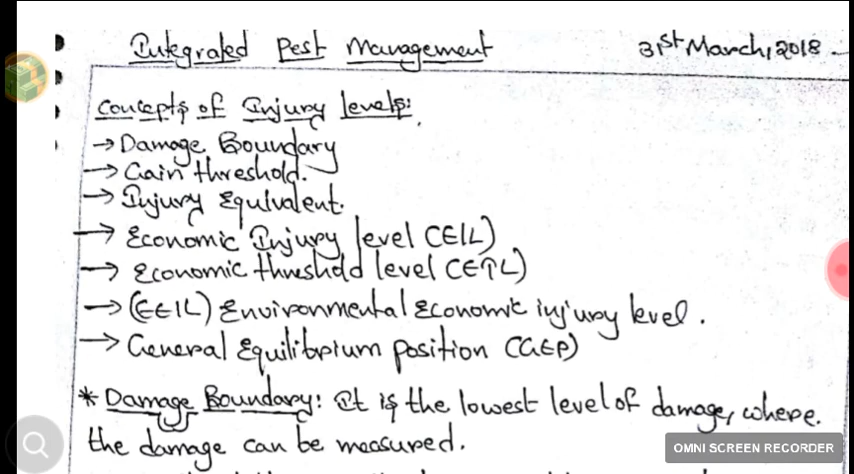 Integrated Pest Management 31st March, 2018
Concepts of Injury levels:
→ Damage Boundary
→ Gain threshold.
→ Injury Equivalent.
→ Economic Injury level (EIL)
→ Economic threshold level (ETL)
→ (EEIL) Environmental Economic injury level.
→ General Equilibrium position (GEP)
* Damage Boundary: It is the lowest level of damage, where.
the damage can be measured.
OMNI SCREEN RECORDER